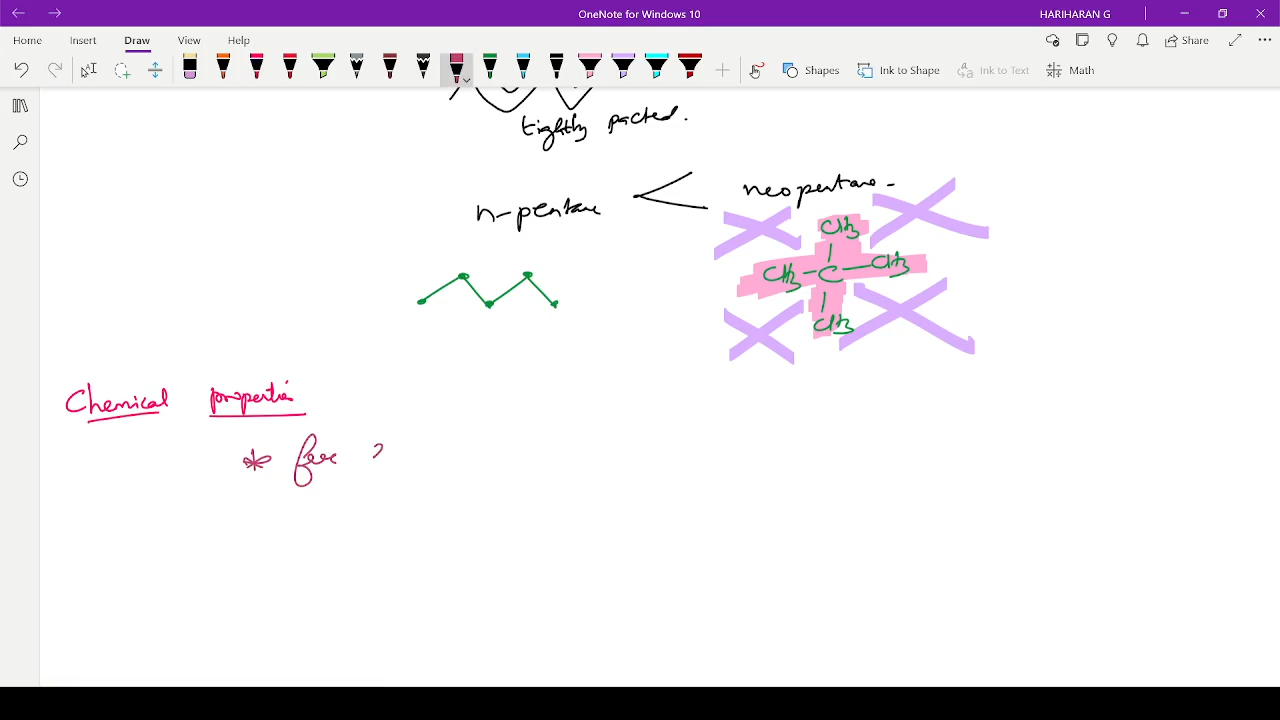 OneNote for Windows 10
HARIHARAN G
Home Insert Draw View Help
Share
Shapes
Ink to Shape
Ink to Text
Math
tightly packed.
n-pentane < neopentane-
CH3
CH3-C-CH3
CH3
Chemical properties
*